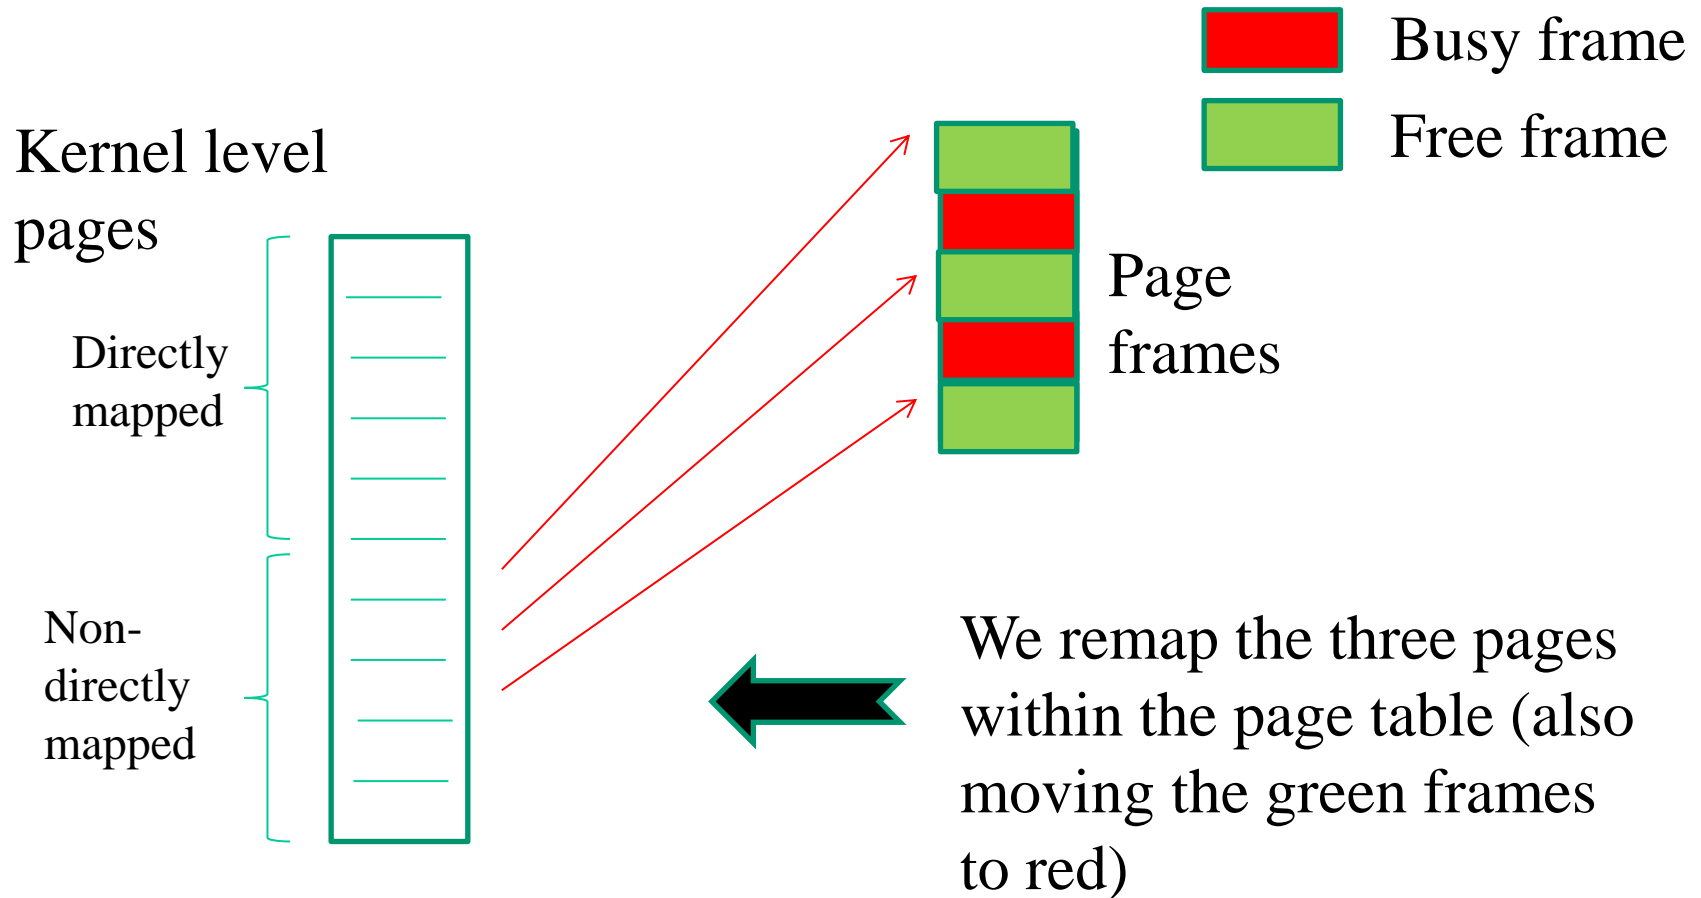 Busy frame
Free frame
Kernel level
pages
Directly
mapped
Page
frames
Non-
directly
mapped
We remap the three pages
within the page table (also
moving the green frames
to red)